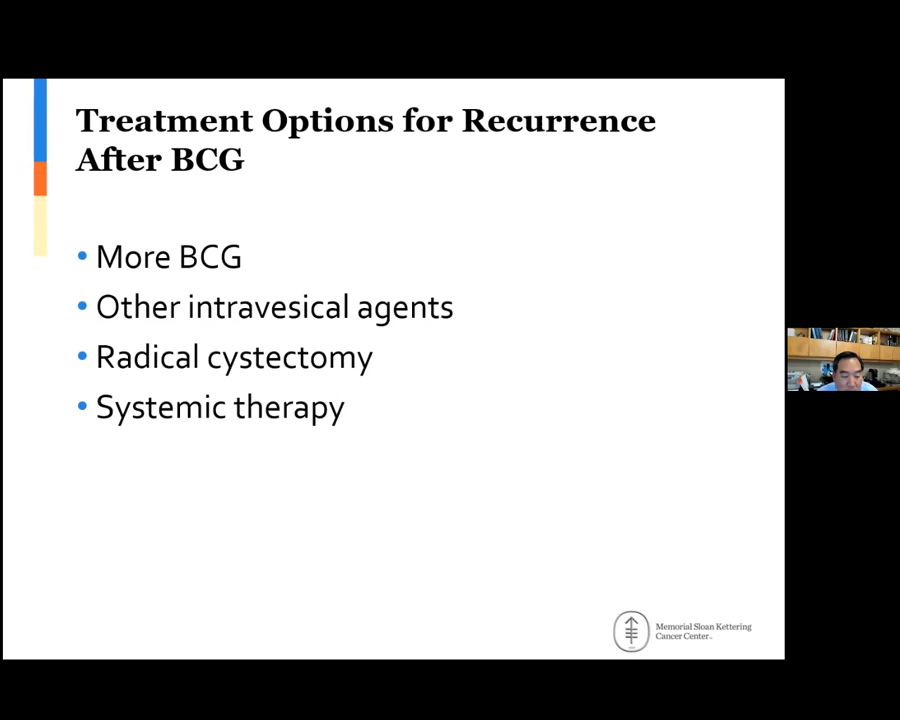 Treatment Options for Recurrence
After BCG
• More BCG
• Other intravesical agents
• Radical cystectomy
• Systemic therapy
Memorial Sloan Kettering
Cancer Center